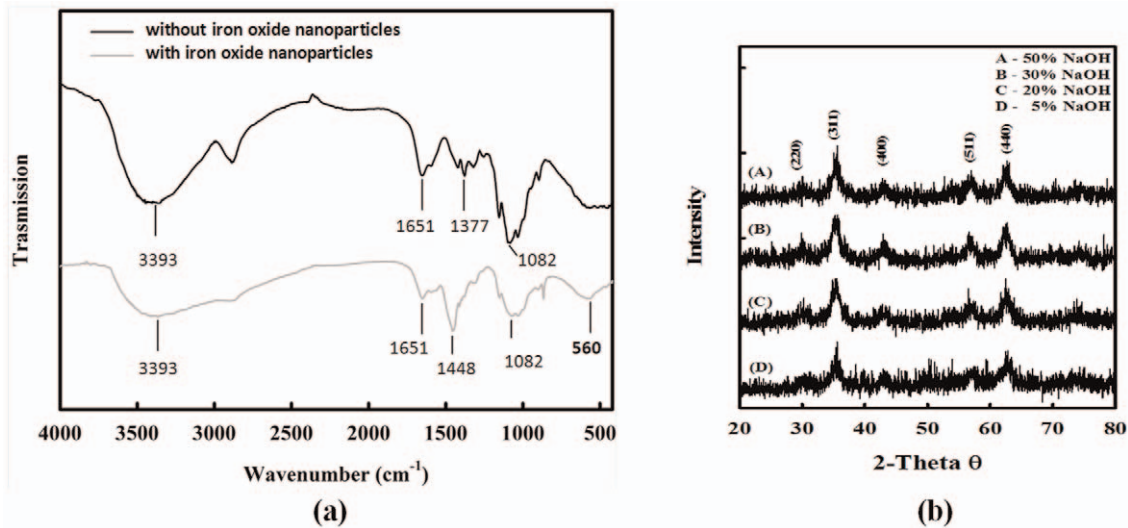 without iron oxide nanoparticles
with iron oxide nanoparticles
Trasmission
3393
1651
1377
1082
3393
1651
1448
1082
560
4000 3500 3000 2500 2000 1500 1000 500
Wavenumber (cm⁻¹)
(a)
A - 50% NaOH
B - 30% NaOH
C - 20% NaOH
D - 5% NaOH
Intensity
(220)
(311)
(400)
(511)
(440)
(A)
(B)
(C)
(D)
20 30 40 50 60 70 80
2-Theta θ
(b)